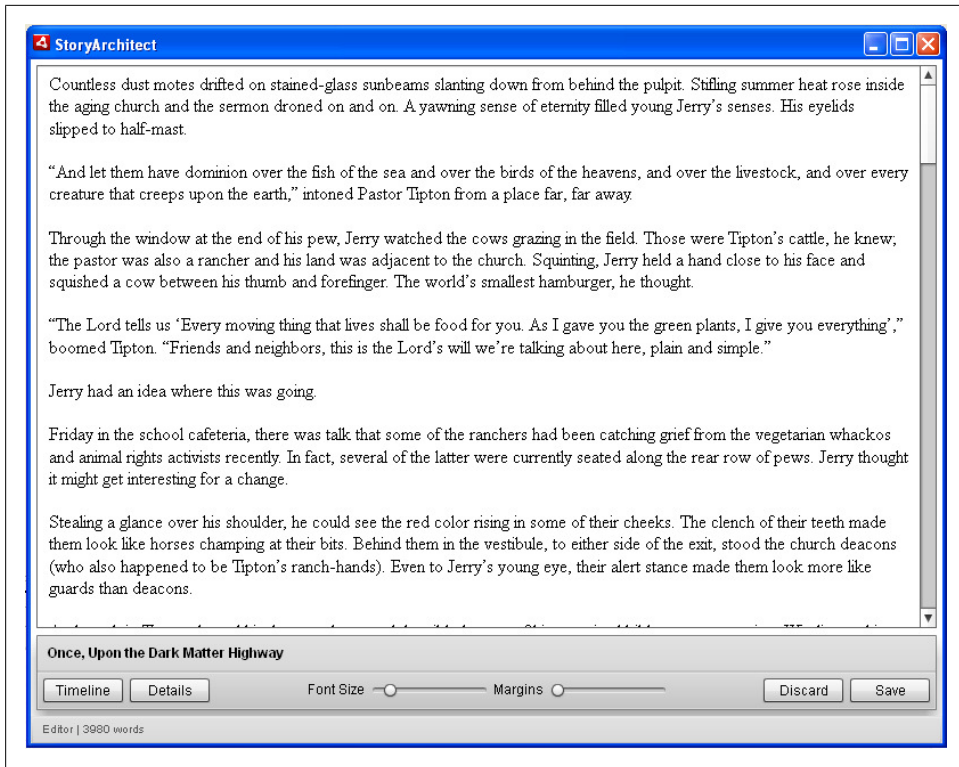 StoryArchitect
Countless dust motes drifted on stained-glass sunbeams slanting down from behind the pulpit. Stifling summer heat rose inside
the aging church and the sermon droned on and on. A yawning sense of eternity filled young Jerry’s senses. His eyelids
slipped to half-mast.
“And let them have dominion over the fish of the sea and over the birds of the heavens, and over the livestock, and over every
creature that creeps upon the earth,” intoned Pastor Tipton from a place far, far away.
Through the window at the end of his pew, Jerry watched the cows grazing in the field. Those were Tipton’s cattle, he knew;
the pastor was also a rancher and his land was adjacent to the church. Squinting, Jerry held a hand close to his face and
squished a cow between his thumb and forefinger. The world’s smallest hamburger, he thought.
“The Lord tells us ‘Every moving thing that lives shall be food for you. As I gave you the green plants, I give you everything’,”
boomed Tipton. “Friends and neighbors, this is the Lord’s will we’re talking about here, plain and simple.”
Jerry had an idea where this was going.
Friday in the school cafeteria, there was talk that some of the ranchers had been catching grief from the vegetarian whackos
and animal rights activists recently. In fact, several of the latter were currently seated along the rear row of pews. Jerry thought
it might get interesting for a change.
Stealing a glance over his shoulder, he could see the red color rising in some of their cheeks. The clench of their teeth made
them look like horses champing at their bits. Behind them in the vestibule, to either side of the exit, stood the church deacons
(who also happened to be Tipton’s ranch-hands). Even to Jerry’s young eye, their alert stance made them look more like
guards than deacons.
Once, Upon the Dark Matter Highway
Timeline Details Font Size Margins Discard Save
Editor | 3980 words